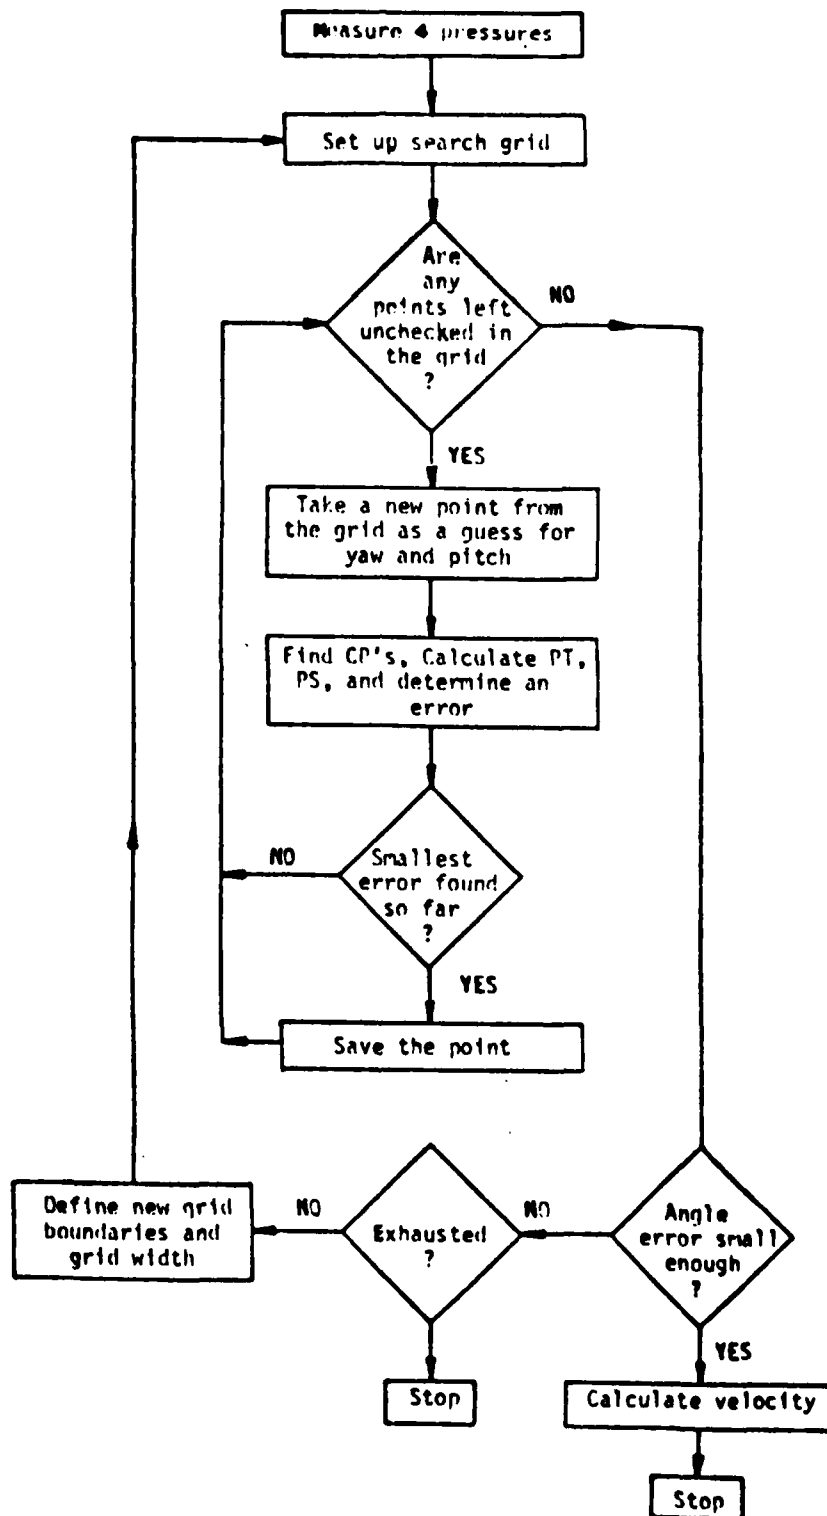 Measure 4 pressures
Set up search grid
Are
any
points left
unchecked in
the grid
?
NO
YES
Take a new point from
the grid as a guess for
yaw and pitch
Find CP's, Calculate PT,
PS, and determine an
error
NO
Smallest
error found
so far
?
YES
Save the point
Define new grid
boundaries and
grid width
NO
Exhausted
?
NO
Angle
error small
enough
?
YES
Stop
Calculate velocity
Stop